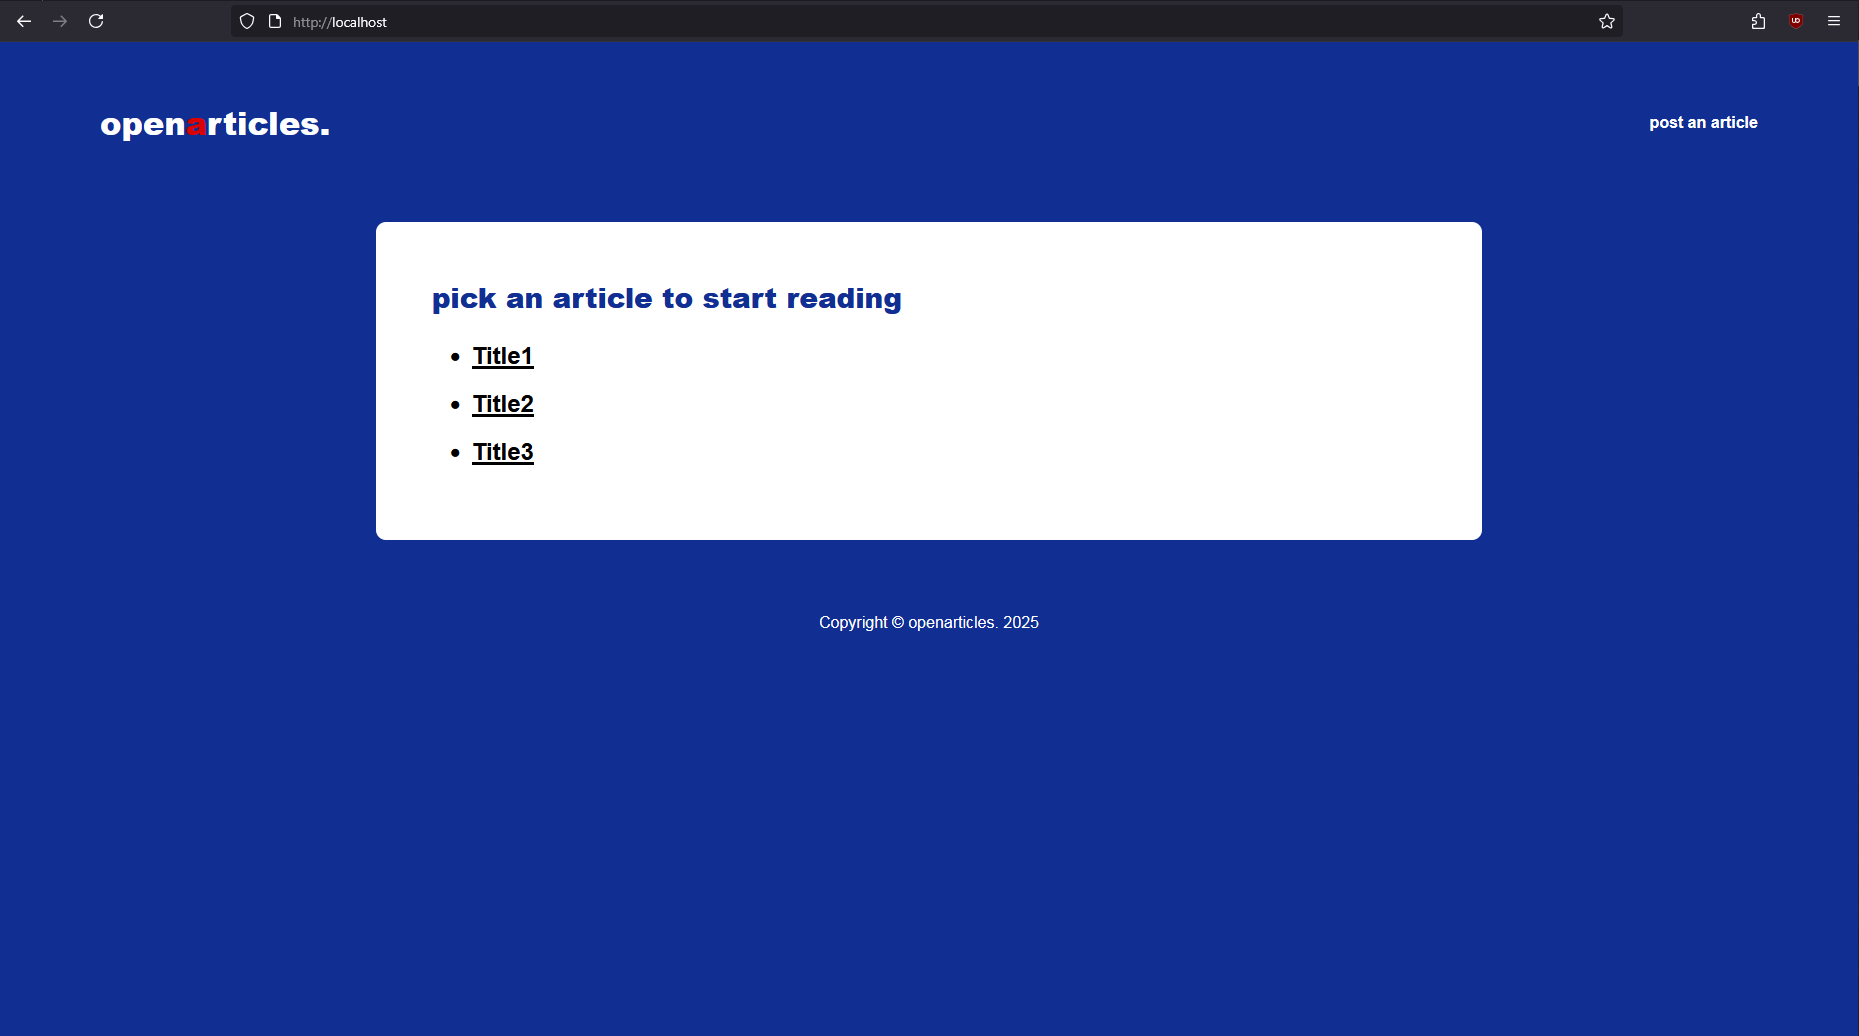 http://localhost
openarticles.
post an article
pick an article to start reading
Title1
Title2
Title3
Copyright © openarticles. 2025